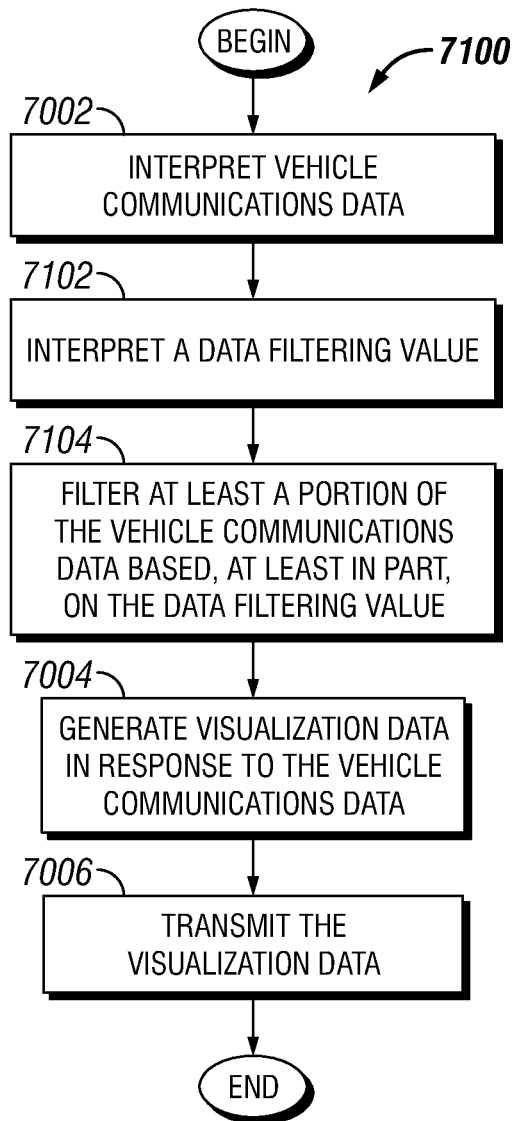 BEGIN
7100
7002
INTERPRET VEHICLE
COMMUNICATIONS DATA
7102
INTERPRET A DATA FILTERING VALUE
7104
FILTER AT LEAST A PORTION OF
THE VEHICLE COMMUNICATIONS
DATA BASED, AT LEAST IN PART,
ON THE DATA FILTERING VALUE
7004
GENERATE VISUALIZATION DATA
IN RESPONSE TO THE VEHICLE
COMMUNICATIONS DATA
7006
TRANSMIT THE
VISUALIZATION DATA
END